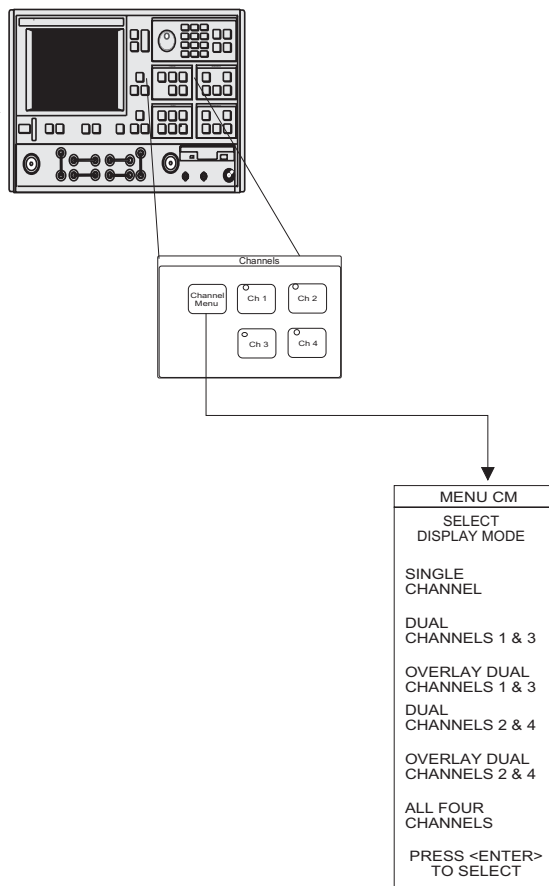 Channels
Channel
Menu
Ch 1
Ch 2
Ch 3
Ch 4
MENU CM
SELECT
DISPLAY MODE
SINGLE
CHANNEL
DUAL
CHANNELS 1 & 3
OVERLAY DUAL
CHANNELS 1 & 3
DUAL
CHANNELS 2 & 4
OVERLAY DUAL
CHANNELS 2 & 4
ALL FOUR
CHANNELS
PRESS <ENTER>
TO SELECT